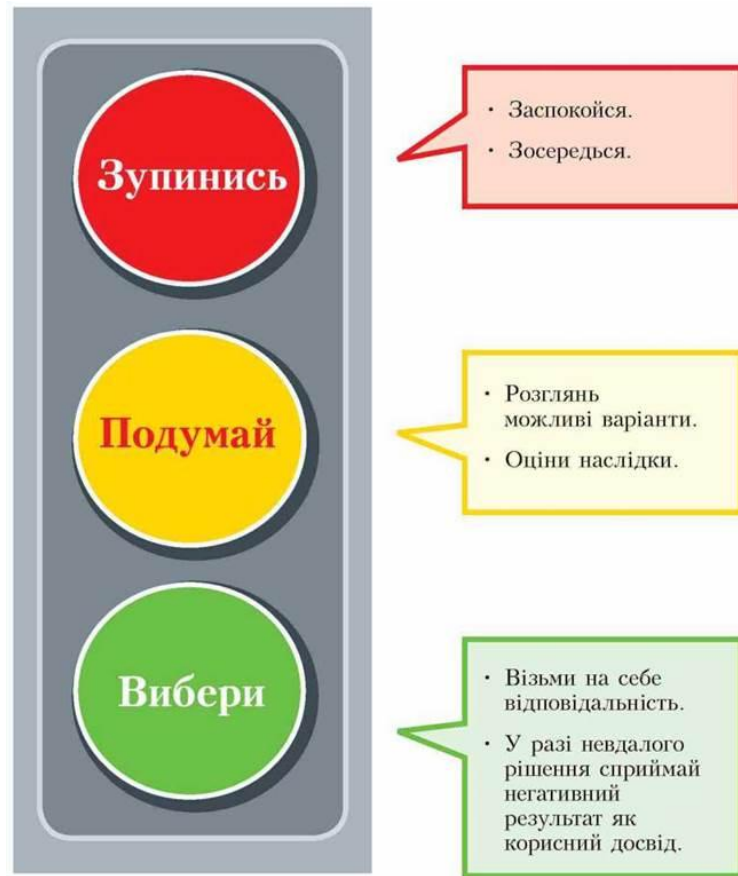 Зупинись
· Заспокойся.
· Зосередься.
Подумай
· Розглянь
можливі варіанти.
· Оціни наслідки.
Вибери
· Візьми на себе
відповідальність.
· У разі невдалого
рішення сприймай
негативний
результат як
корисний досвід.